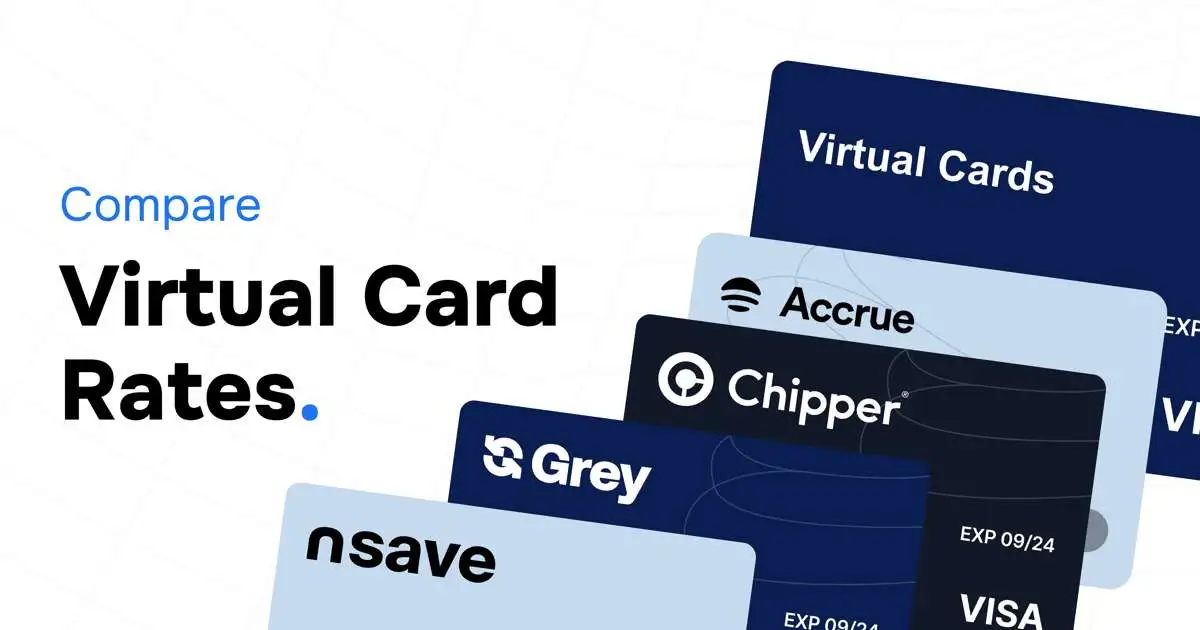 Compare
Virtual Card
Rates.
Virtual Cards
EXP
VI
Accrue
Chipper®
EXP 09/24
VISA
Grey
EXP 09/24
nsave